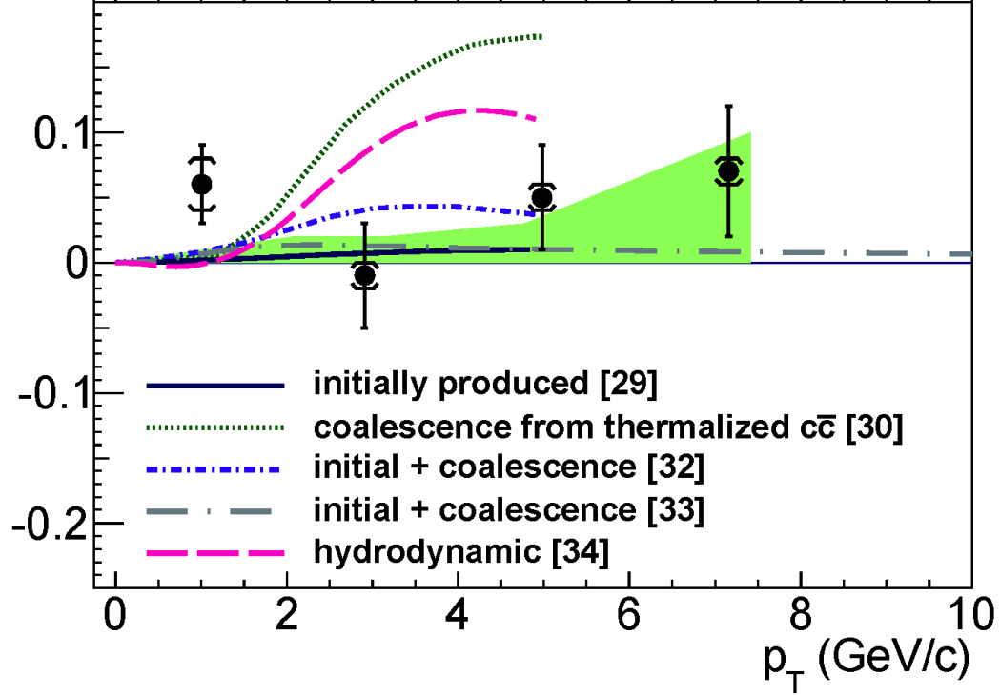 0.1
0
-0.1
-0.2
initially produced [29]
coalescence from thermalized cc̅ [30]
initial + coalescence [32]
initial + coalescence [33]
hydrodynamic [34]
0 2 4 6 8 10
p_T (GeV/c)